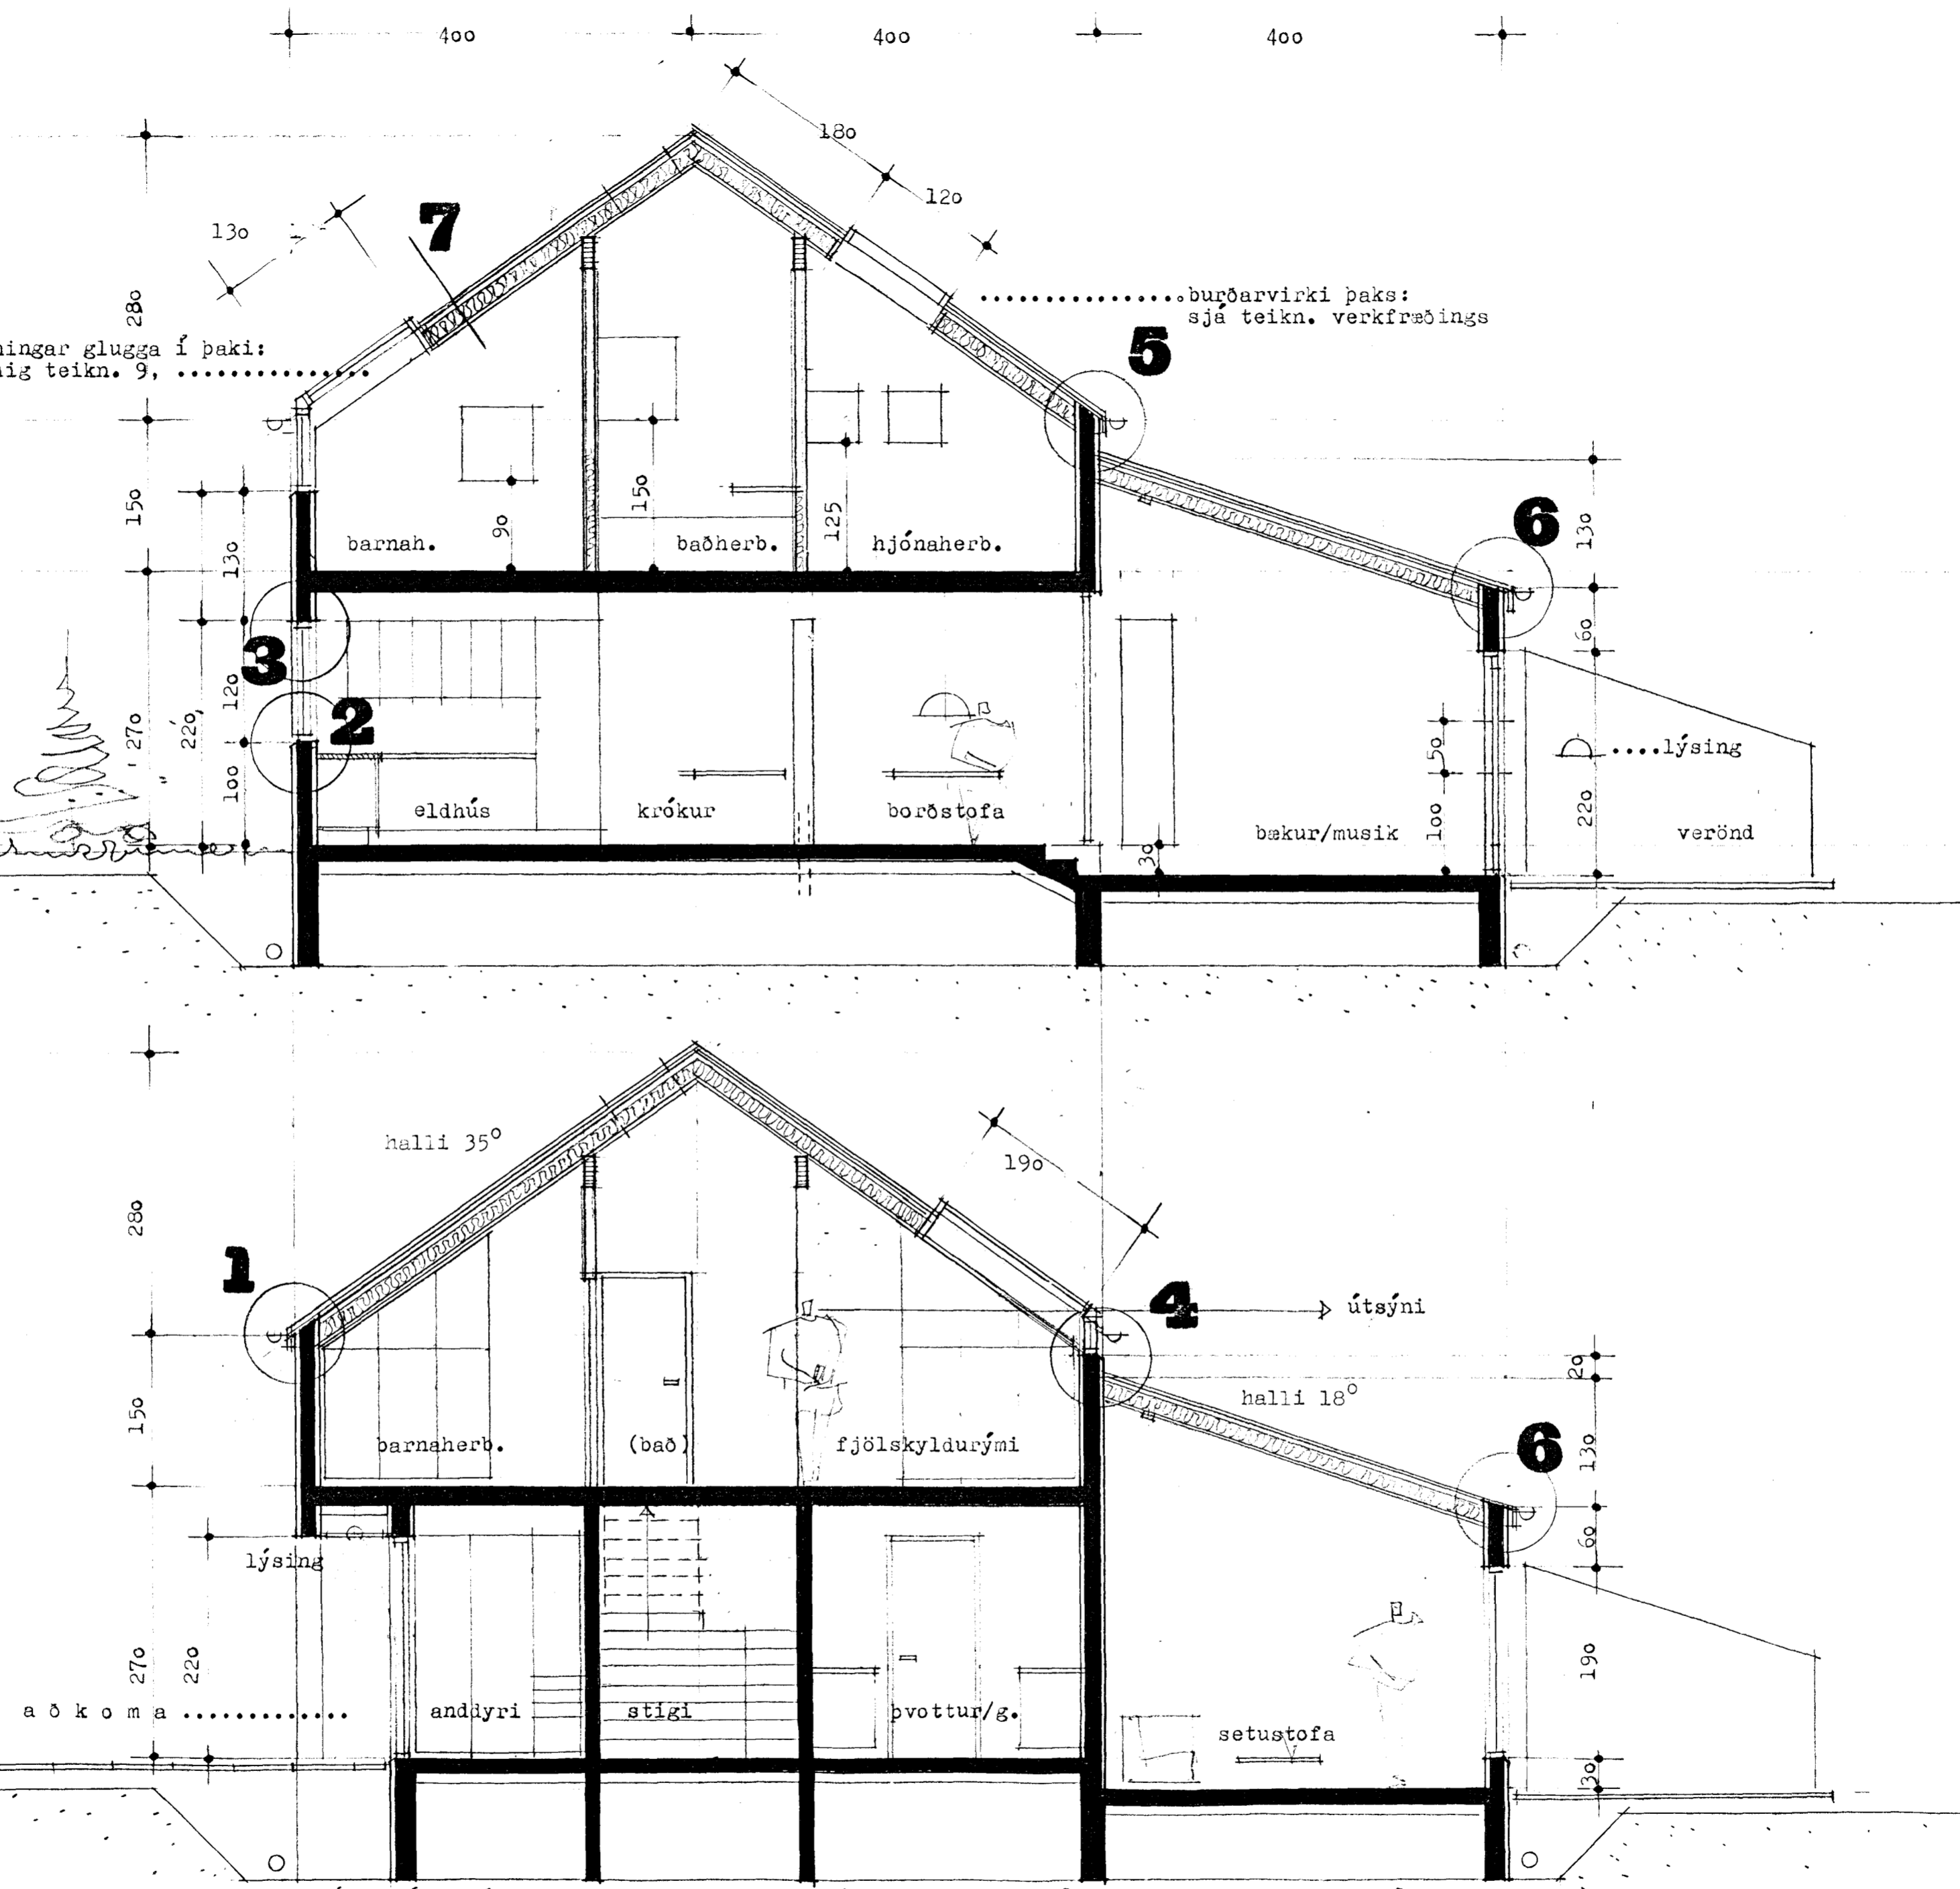 400
400
400
180
120
130
7
280
burðarvirki þaks:
sjá teikn. verkfræðings
ningar glugga í þaki:
nig teikn. 9,
5
150
130
90
150
125
barnah.
baðherb.
hjónaherb.
6
130
60
3
2
270
220
120
100
eldhús
krókur
borðstofa
30
bækur/musik
50
100
lýsing
220
verönd
halli 35°
190
280
1
4
útsýni
20
halli 18°
150
130
barnaherb.
(bað)
fjölskyldurými
6
60
lýsing
270
220
190
aðkoma
anddyri
stigi
þvottur/g.
setustofa
30